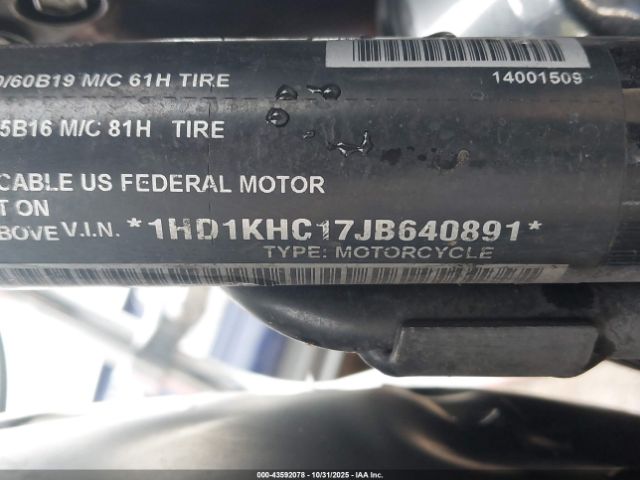 /60B19 M/C 61H TIRE
14001509
5B16 M/C 81H TIRE
CABLE US FEDERAL MOTOR
T ON
BOVE V.I.N. *1HD1KHC17JB640891*
TYPE: MOTORCYCLE
000-43592078 - 10/31/2025 - IAA Inc.